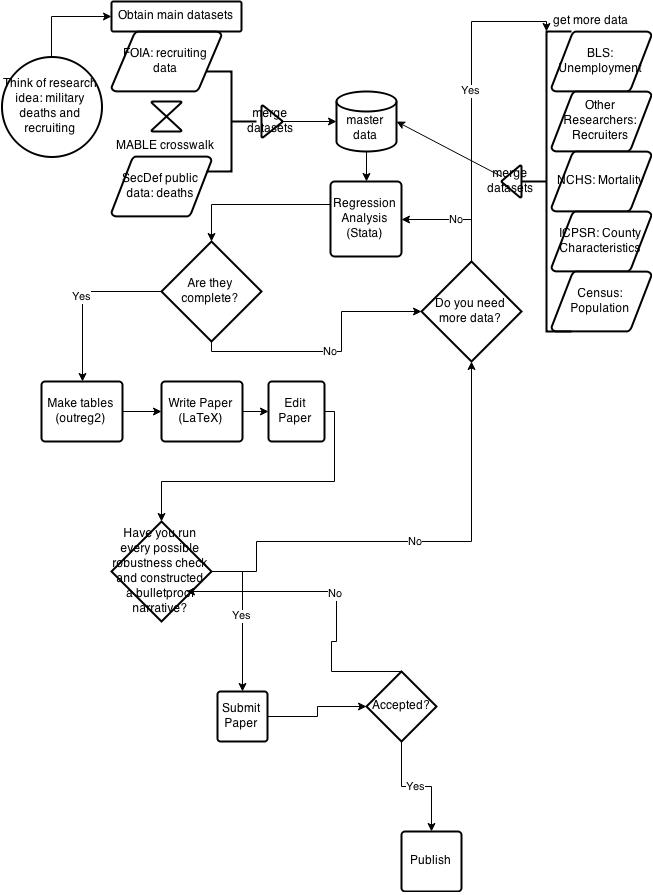 Obtain main datasets
get more data
FOIA: recruiting
data
BLS:
Unemployment
Think of research
idea: military
deaths and
recruiting
Yes
merge
datasets
master
data
Other
Researchers:
Recruiters
MABLE crosswalk
SecDef public
data: deaths
merge
datasets
NCHS: Mortality
Regression
Analysis
(Stata)
No
ICPSR: County
Characteristics
Are they
complete?
Yes
No
Do you need
more data?
Census:
Population
Make tables
(outreg2)
Write Paper
(LaTeX)
Edit
Paper
Have you run
every possible
robustness check
and constructed
a bulletproof
narrative?
No
No
Yes
Submit
Paper
Accepted?
Yes
Publish